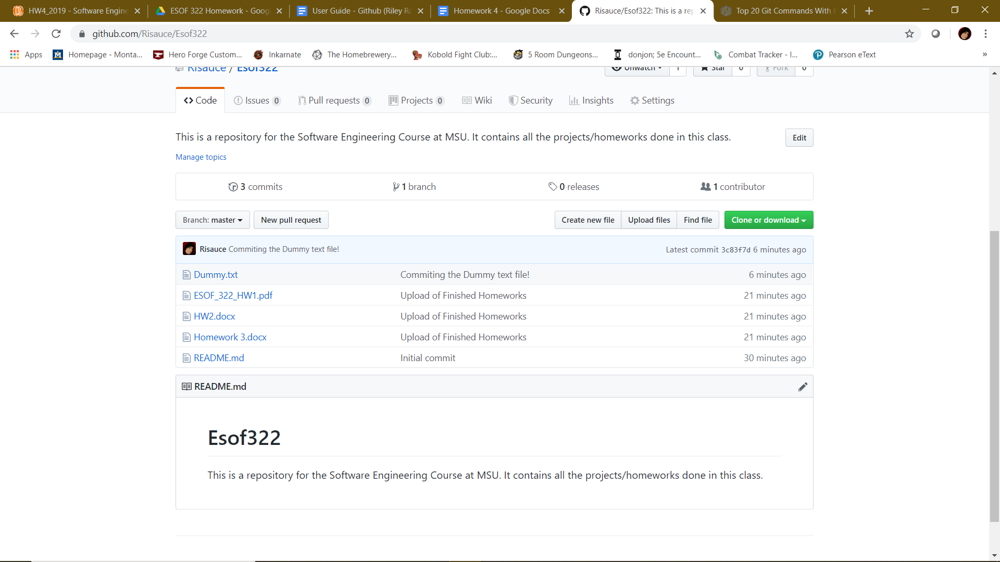 HW4_2019 - Software Engine
ESOF 322 Homework - Goog
User Guide - Github (Riley Ro
Homework 4 - Google Docs
Risauce/Esof322: This is a rep
Top 20 Git Commands With
github.com/Risauce/Esof322
Apps
Homepage - Monta...
Hero Forge Custom...
Inkarnate
The Homebrewery...
Kobold Fight Club:...
5 Room Dungeons...
donjon; 5e Encount...
Combat Tracker - I...
Pearson eText
»
Risauce / Esof322
Unwatch 1
Star 0
Fork 0
Code
Issues 0
Pull requests 0
Projects 0
Wiki
Security
Insights
Settings
This is a repository for the Software Engineering Course at MSU. It contains all the projects/homeworks done in this class.
Edit
Manage topics
3 commits
1 branch
0 releases
1 contributor
Branch: master
New pull request
Create new file
Upload files
Find file
Clone or download
Risauce Commiting the Dummy text file!
Latest commit 3c83f7d 6 minutes ago
Dummy.txt Commiting the Dummy text file! 6 minutes ago
ESOF_322_HW1.pdf Upload of Finished Homeworks 21 minutes ago
HW2.docx Upload of Finished Homeworks 21 minutes ago
Homework 3.docx Upload of Finished Homeworks 21 minutes ago
README.md Initial commit 30 minutes ago
README.md
Esof322
This is a repository for the Software Engineering Course at MSU. It contains all the projects/homeworks done in this class.